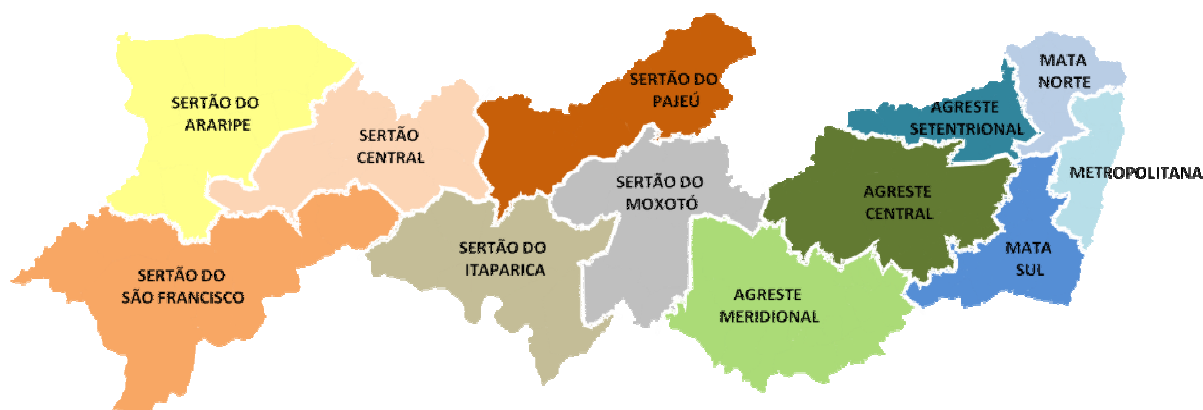 SERTÃO DO
ARARIPE
SERTÃO
CENTRAL
SERTÃO DO
PAJEÚ
MATA
NORTE
AGRESTE
SETENTRIONAL
METROPOLITANA
SERTÃO DO
MOXOTÓ
AGRESTE
CENTRAL
SERTÃO DO
ITAPARICA
MATA
SUL
SERTÃO DO
SÃO FRANCISCO
AGRESTE
MERIDIONAL